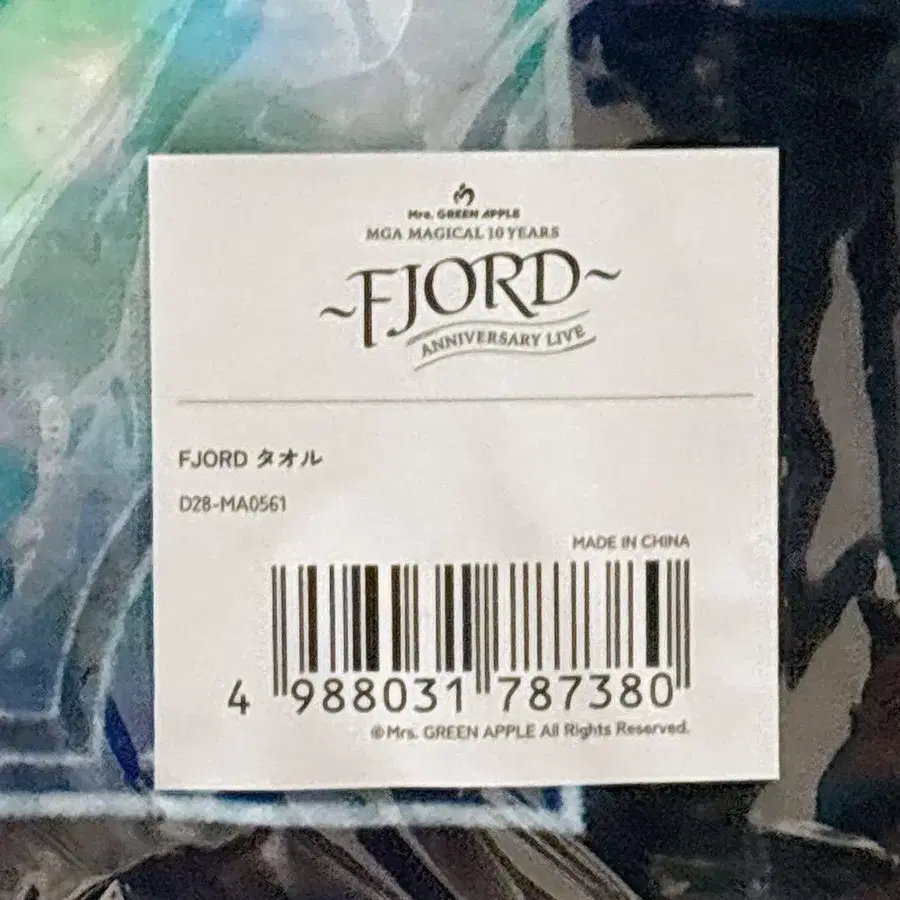 Mrs. GREEN APPLE
MGA MAGICAL 10 YEARS
~FJORD~
ANNIVERSARY LIVE
FJORD タオル
D28-MA0561
MADE IN CHINA
4 988031 787380
©Mrs. GREEN APPLE All Rights Reserved.